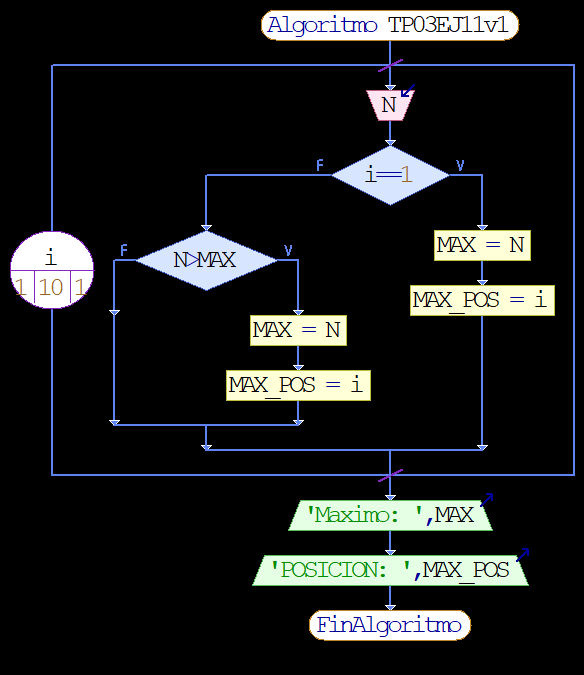 Algoritmo TP03EJ11v1
N
i==1
F
V
MAX = N
MAX_POS = i
N>MAX
F
V
MAX = N
MAX_POS = i
i
1 10 1
'Maximo: ',MAX
'POSICION: ',MAX_POS
FinAlgoritmo